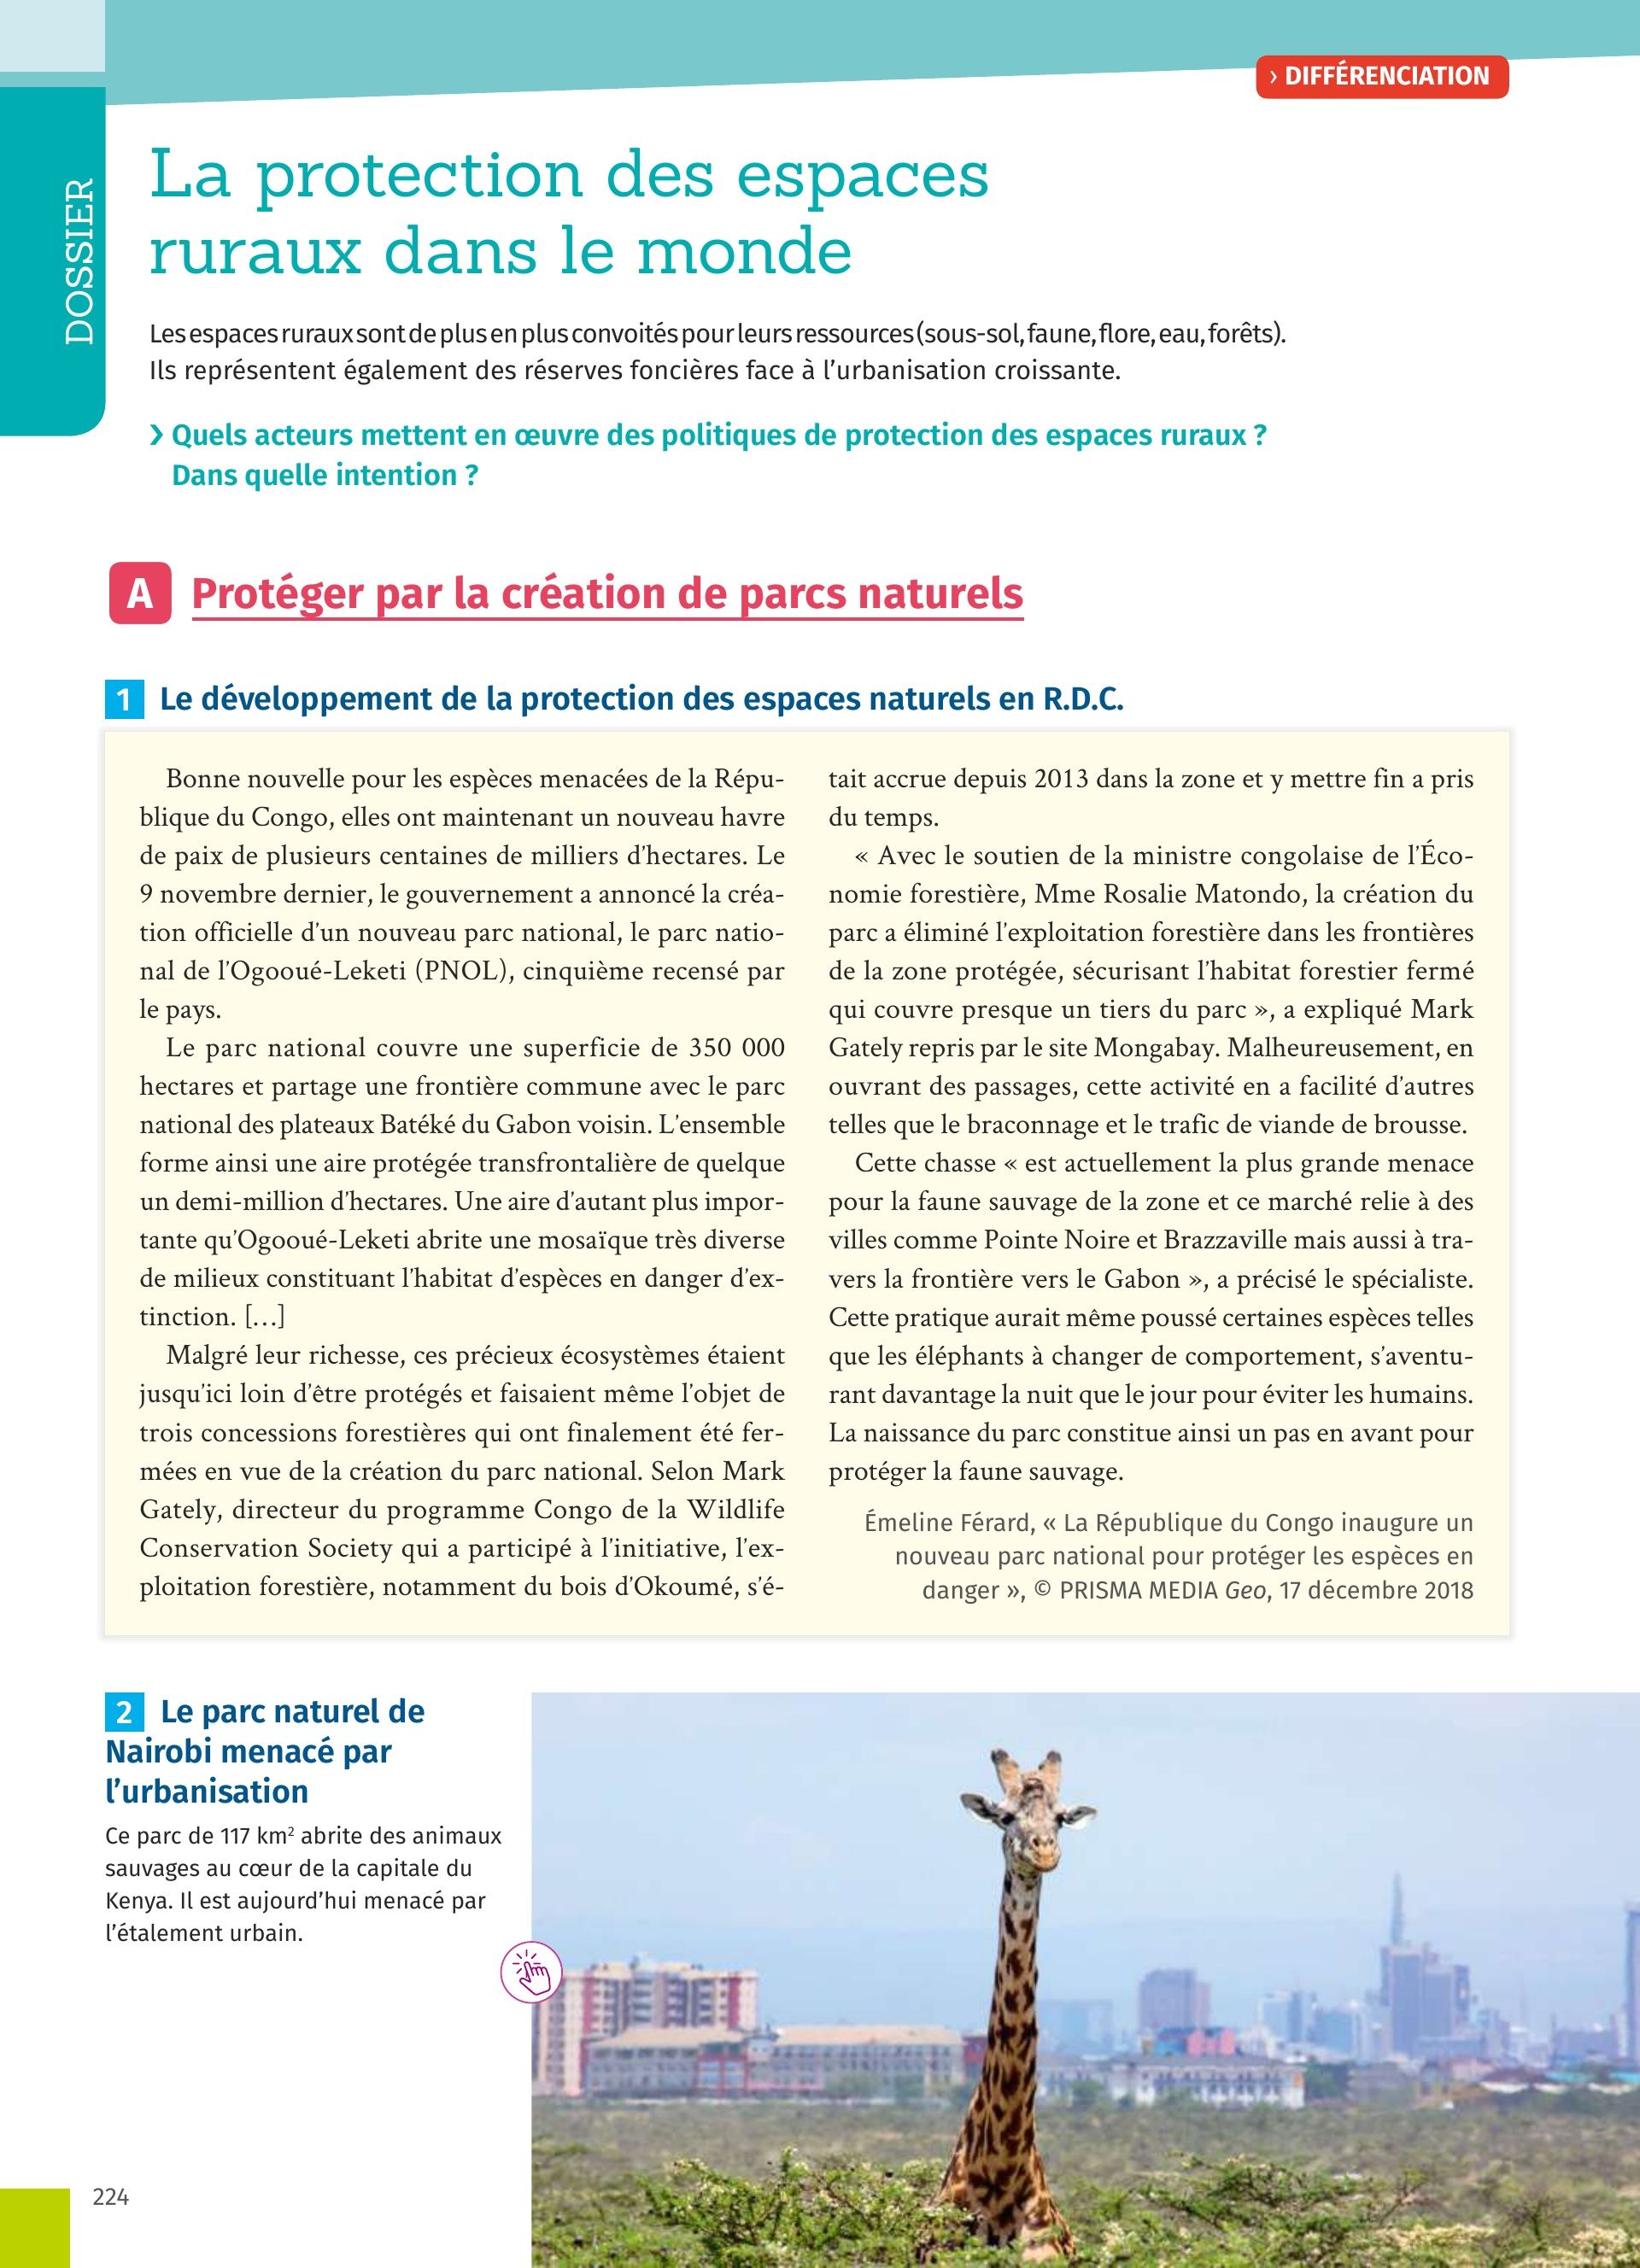 › DIFFÉRENCIATION
DOSSIER
La protection des espaces
ruraux dans le monde
Les espaces ruraux sont de plus en plus convoités pour leurs ressources (sous-sol, faune, flore, eau, forêts).
Ils représentent également des réserves foncières face à l’urbanisation croissante.
❯ Quels acteurs mettent en œuvre des politiques de protection des espaces ruraux ?
Dans quelle intention ?
A Protéger par la création de parcs naturels
1 Le développement de la protection des espaces naturels en R.D.C.
Bonne nouvelle pour les espèces menacées de la Répu-
blique du Congo, elles ont maintenant un nouveau havre
de paix de plusieurs centaines de milliers d’hectares. Le
9 novembre dernier, le gouvernement a annoncé la créa-
tion officielle d’un nouveau parc national, le parc natio-
nal de l’Ogooué-Leketi (PNOL), cinquième recensé par
le pays.
Le parc national couvre une superficie de 350 000
hectares et partage une frontière commune avec le parc
national des plateaux Batéké du Gabon voisin. L’ensemble
forme ainsi une aire protégée transfrontalière de quelque
un demi-million d’hectares. Une aire d’autant plus impor-
tante qu’Ogooué-Leketi abrite une mosaïque très diverse
de milieux constituant l’habitat d’espèces en danger d’ex-
tinction. […]
Malgré leur richesse, ces précieux écosystèmes étaient
jusqu’ici loin d’être protégés et faisaient même l’objet de
trois concessions forestières qui ont finalement été fer-
mées en vue de la création du parc national. Selon Mark
Gately, directeur du programme Congo de la Wildlife
Conservation Society qui a participé à l’initiative, l’ex-
ploitation forestière, notamment du bois d’Okoumé, s’é-
tait accrue depuis 2013 dans la zone et y mettre fin a pris
du temps.
« Avec le soutien de la ministre congolaise de l’Éco-
nomie forestière, Mme Rosalie Matondo, la création du
parc a éliminé l’exploitation forestière dans les frontières
de la zone protégée, sécurisant l’habitat forestier fermé
qui couvre presque un tiers du parc », a expliqué Mark
Gately repris par le site Mongabay. Malheureusement, en
ouvrant des passages, cette activité en a facilité d’autres
telles que le braconnage et le trafic de viande de brousse.
Cette chasse « est actuellement la plus grande menace
pour la faune sauvage de la zone et ce marché relie à des
villes comme Pointe Noire et Brazzaville mais aussi à tra-
vers la frontière vers le Gabon », a précisé le spécialiste.
Cette pratique aurait même poussé certaines espèces telles
que les éléphants à changer de comportement, s’aventu-
rant davantage la nuit que le jour pour éviter les humains.
La naissance du parc constitue ainsi un pas en avant pour
protéger la faune sauvage.
Émeline Férard, « La République du Congo inaugure un
nouveau parc national pour protéger les espèces en
danger », © PRISMA MEDIA Geo, 17 décembre 2018
2 Le parc naturel de
Nairobi menacé par
l’urbanisation
Ce parc de 117 km² abrite des animaux
sauvages au cœur de la capitale du
Kenya. Il est aujourd’hui menacé par
l’étalement urbain.
224